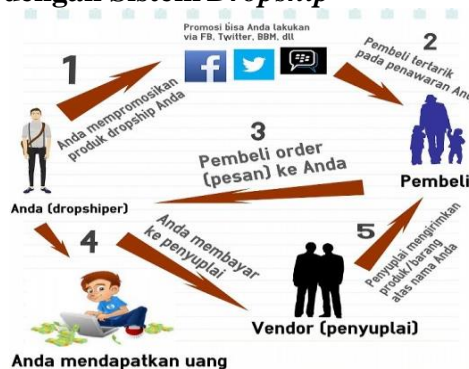 dengan Sistem Dropship
Promosi bisa Anda lakukan
via FB, Twitter, BBM, dll
1
Anda mempromosikan
produk dropship Anda
2
Pembeli tertarik
pada penawaran And
3
Pembeli order
(pesan) ke Anda
Pembeli
Anda (dropshiper)
4
Anda membayar
ke penyuplai
5
Penyuplai mengirimkan
produk/barang
atas nama Anda
Vendor (penyuplai)
Anda mendapatkan uang